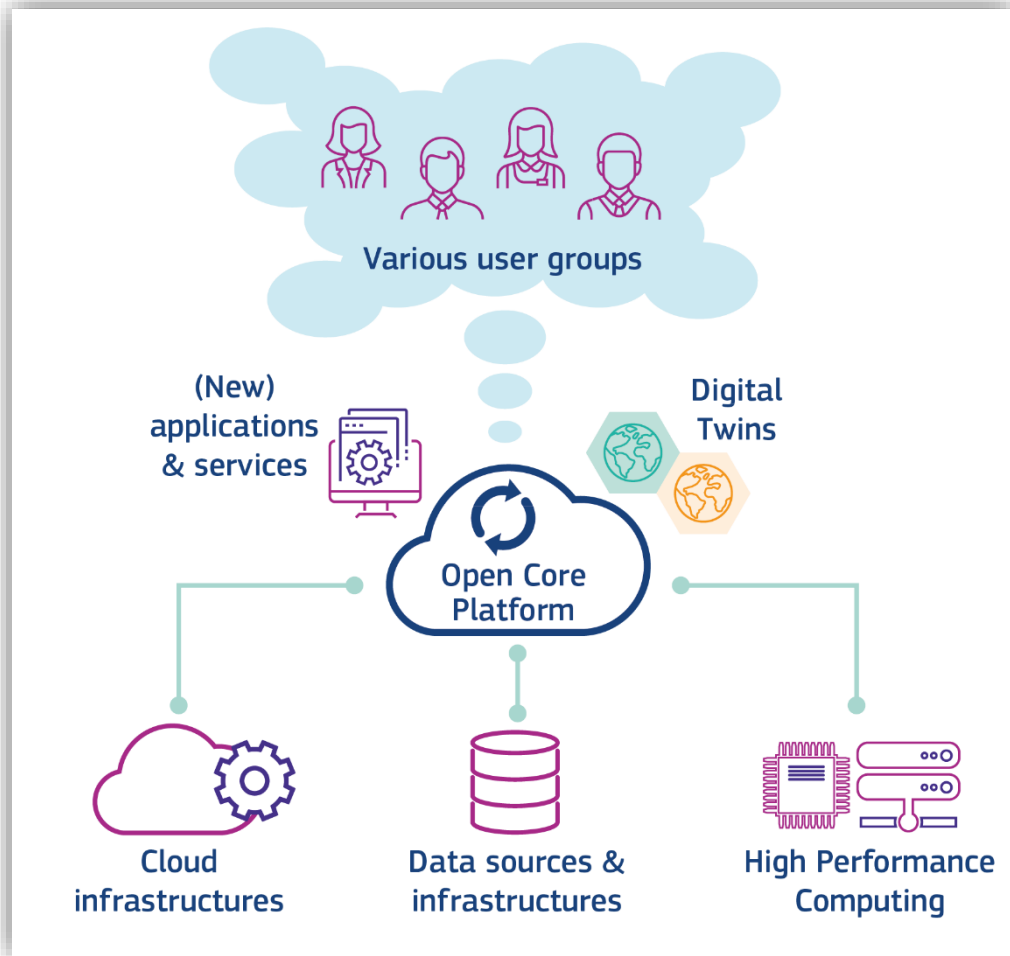 Various user groups
(New)
applications
& services
Digital
Twins
Open Core
Platform
Cloud
infrastructures
Data sources &
infrastructures
High Performance
Computing